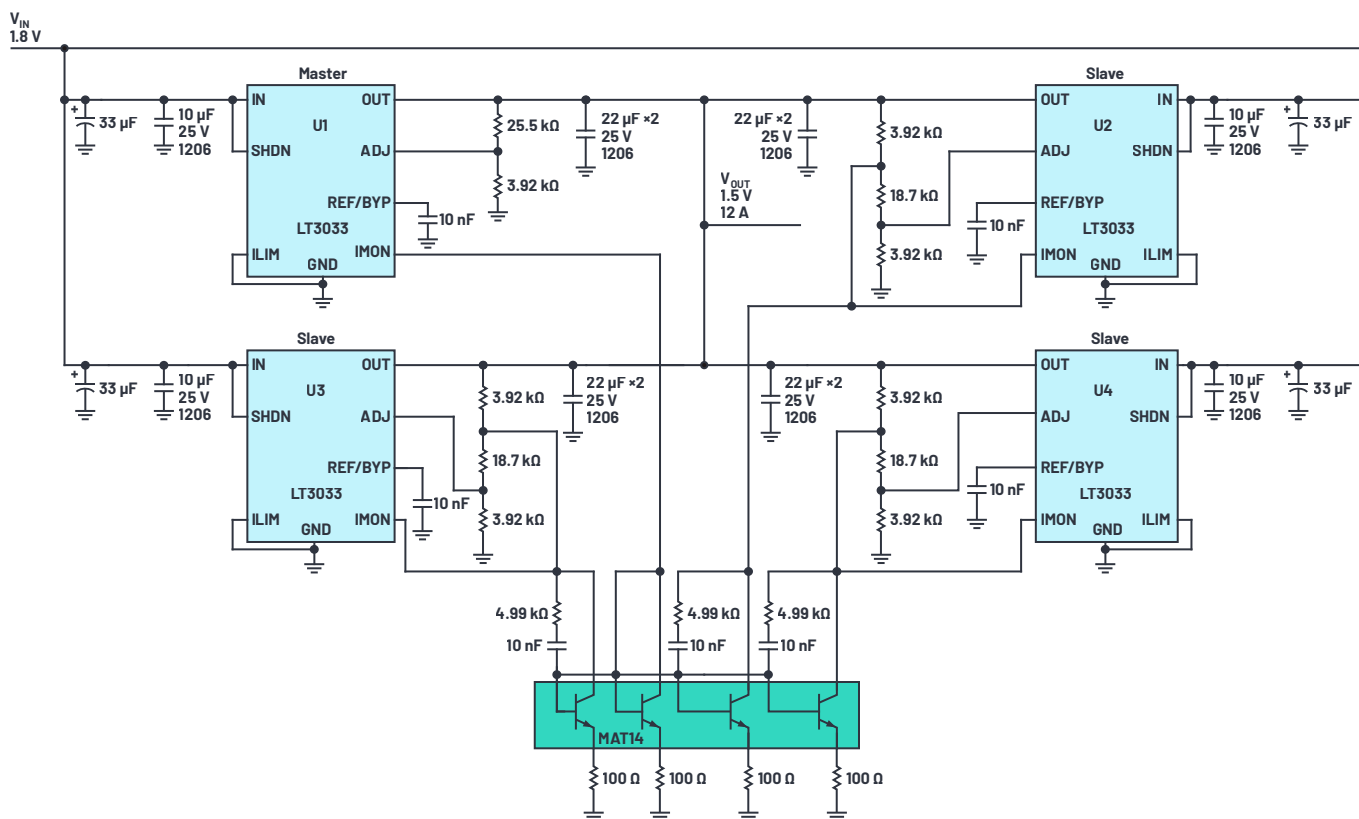 V_IN
1.8 V
Master
Slave
33 µF
10 µF
25 V
1206
IN
OUT
U1
SHDN
ADJ
REF/BYP
LT3033
ILIM
IMON
GND
25.5 kΩ
3.92 kΩ
10 nF
22 µF ×2
25 V
1206
22 µF ×2
25 V
1206
V_OUT
1.5 V
12 A
3.92 kΩ
18.7 kΩ
3.92 kΩ
OUT
IN
U2
ADJ
SHDN
REF/BYP
10 nF
LT3033
IMON
ILIM
GND
10 µF
25 V
1206
33 µF
Slave
Slave
33 µF
10 µF
25 V
1206
IN
OUT
U3
SHDN
ADJ
REF/BYP
LT3033
ILIM
IMON
GND
10 nF
3.92 kΩ
18.7 kΩ
3.92 kΩ
22 µF ×2
25 V
1206
22 µF ×2
25 V
1206
3.92 kΩ
18.7 kΩ
3.92 kΩ
OUT
IN
U4
ADJ
SHDN
REF/BYP
10 nF
LT3033
IMON
ILIM
GND
10 µF
25 V
1206
33 µF
4.99 kΩ
4.99 kΩ
4.99 kΩ
10 nF
10 nF
10 nF
MAT14
100 Ω
100 Ω
100 Ω
100 Ω